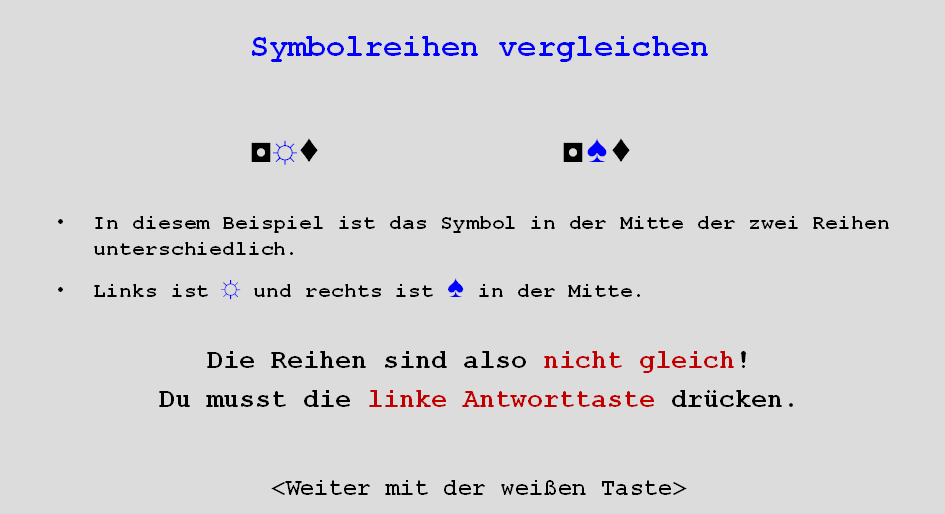 Symbolreihen vergleichen
◘☼♦ ◘♠♦
• In diesem Beispiel ist das Symbol in der Mitte der zwei Reihen
unterschiedlich.
• Links ist ☼ und rechts ist ♠ in der Mitte.
Die Reihen sind also nicht gleich!
Du musst die linke Antworttaste drücken.
<Weiter mit der weißen Taste>